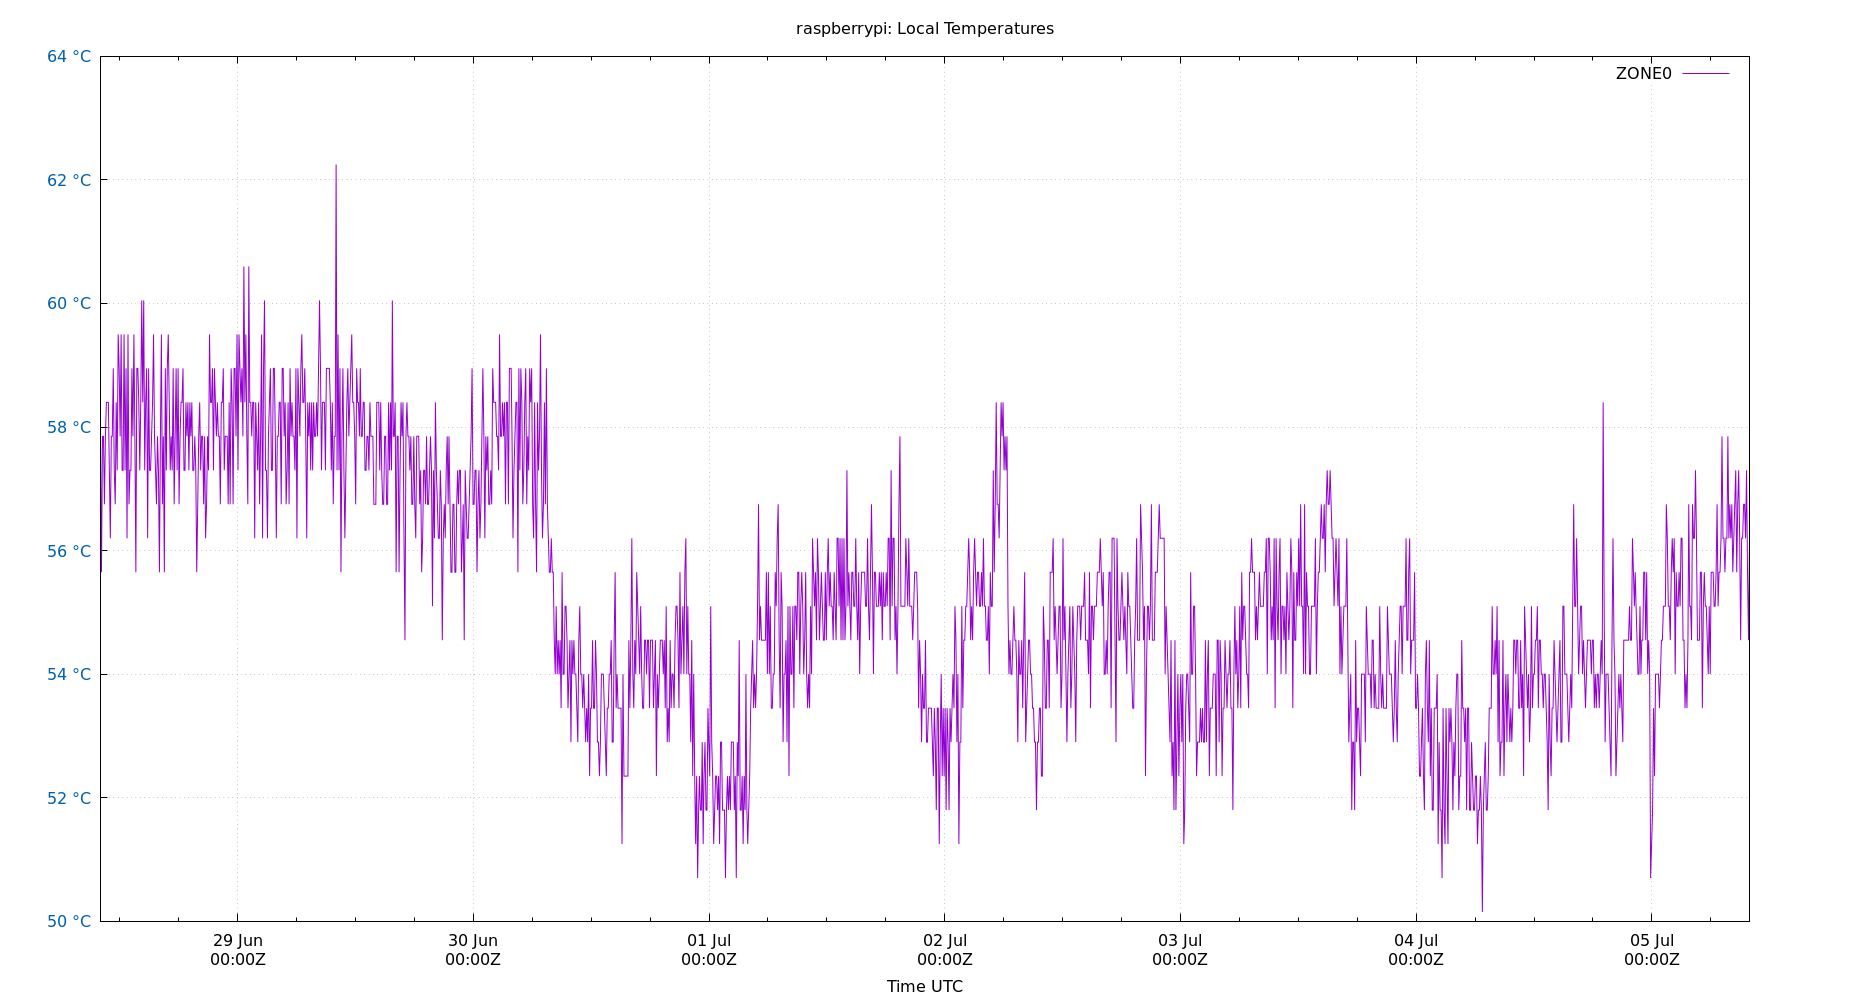 raspberrypi: Local Temperatures
64 °C
ZONE0
62 °C
60 °C
58 °C
56 °C
54 °C
52 °C
50 °C
29 Jun 30 Jun 01 Jul 02 Jul 03 Jul 04 Jul 05 Jul
00:00Z 00:00Z 00:00Z 00:00Z 00:00Z 00:00Z 00:00Z
Time UTC